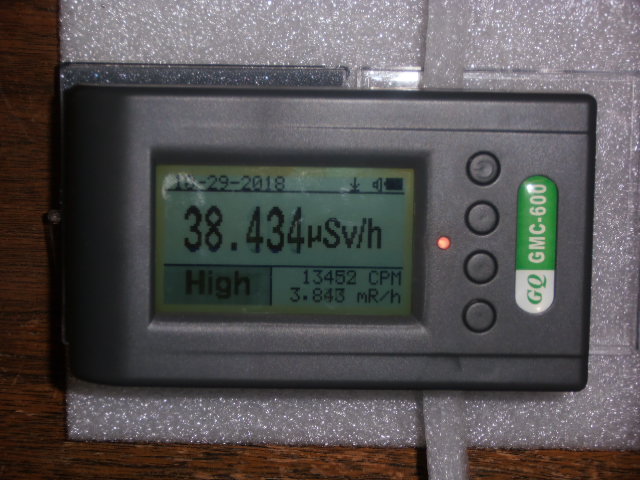 10-29-2018
38.434μSv/h
High
13452 CPM
3.843 mR/h
GQ GMC-600